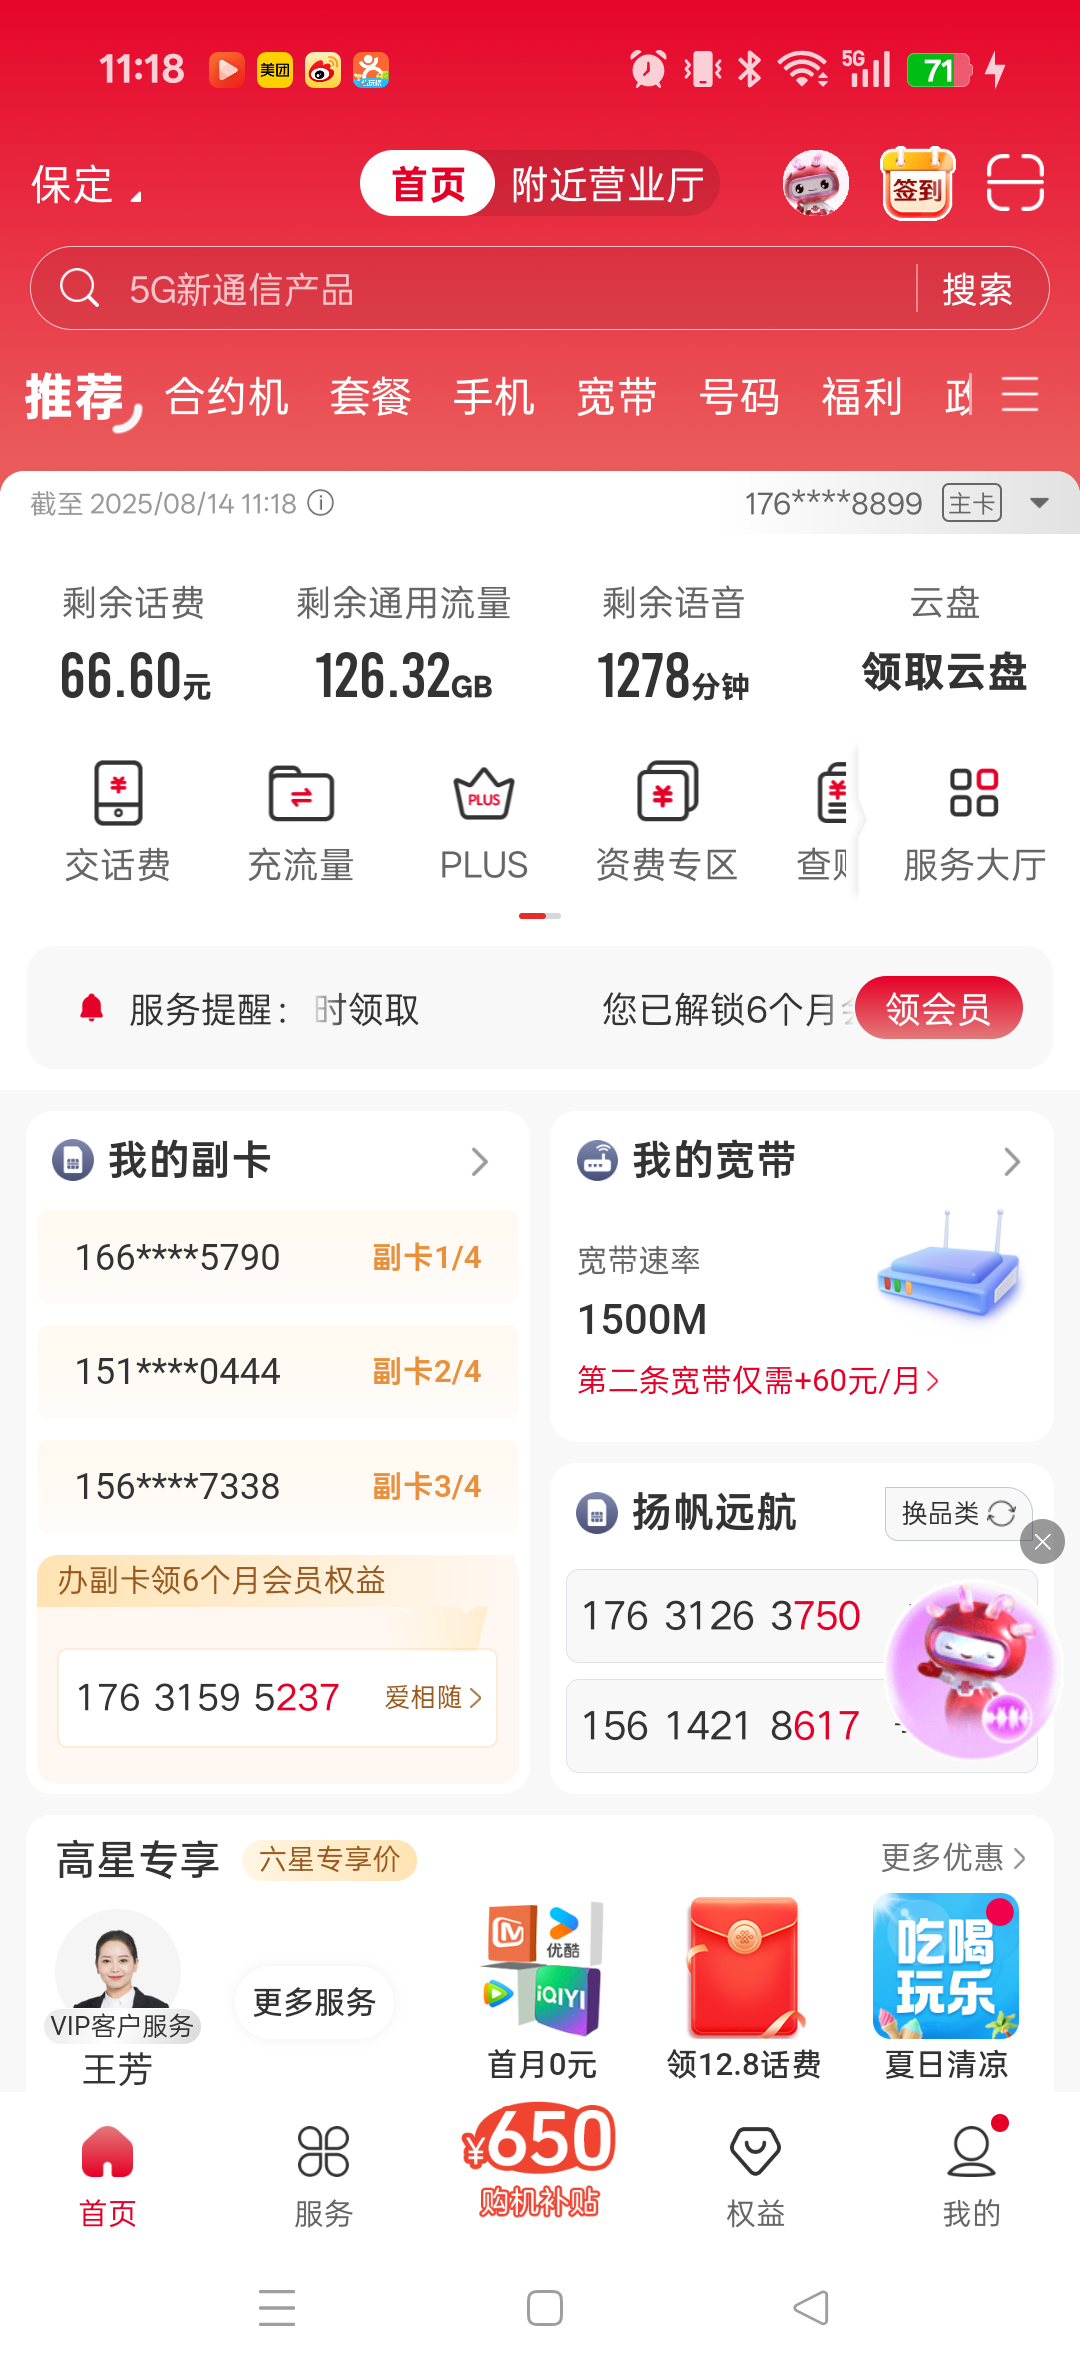 11:18 美团 5G 71
保定 首页 附近营业厅 签到
5G新通信产品 搜索
推荐 合约机 套餐 手机 宽带 号码 福利
截至 2025/08/14 11:18 176****8899 主卡
剩余话费 剩余通用流量 剩余语音 云盘
66.60元 126.32GB 1278分钟 领取云盘
PLUS
交话费 充流量 PLUS 资费专区 查 服务大厅
服务提醒： 时领取 您已解锁6个月 领会员
我的副卡
166****5790 副卡1/4
151****0444 副卡2/4
156****7338 副卡3/4
办副卡领6个月会员权益
176 3159 5237 爱相随
我的宽带
宽带速率
1500M
第二条宽带仅需+60元/月
扬帆远航 换品类
176 3126 3750
156 1421 8617
高星专享 六星专享价 更多优惠
VIP客户服务
王芳
更多服务
优酷
iQIYI
首月0元
领12.8话费
吃喝
玩乐
夏日清凉
¥650
购机补贴
首页 服务 权益 我的